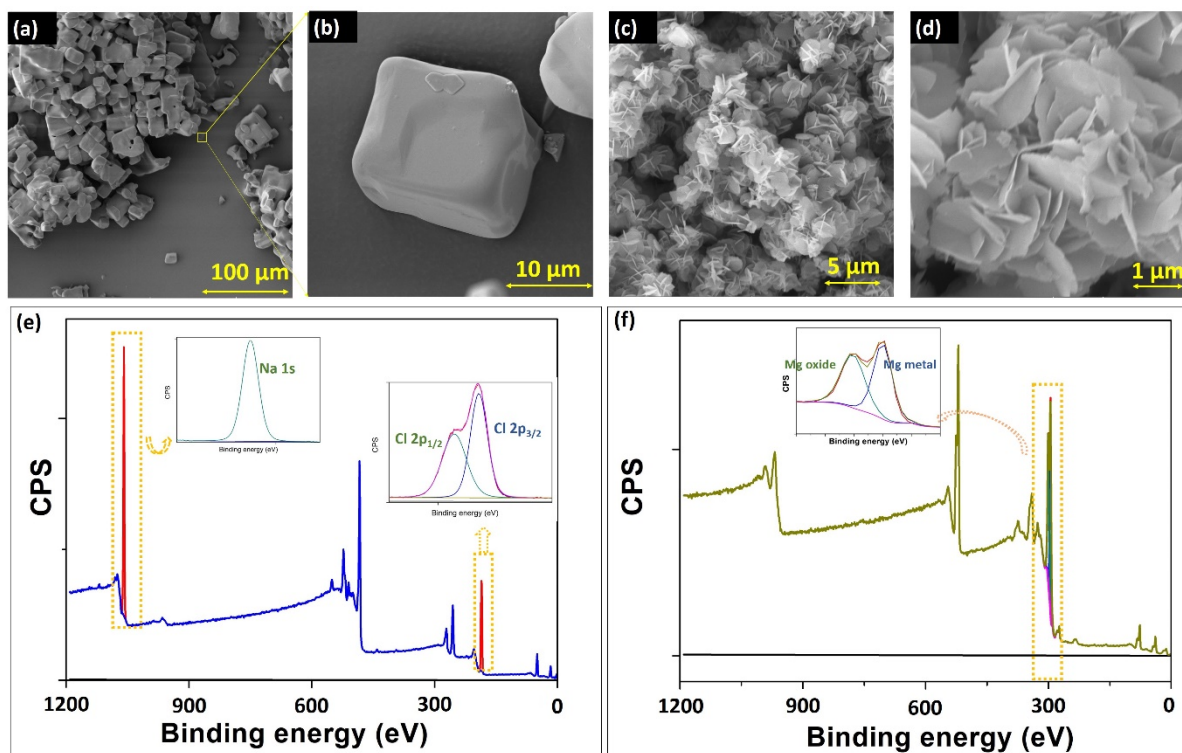 (a)
100 μm
(b)
10 μm
(c)
5 μm
(d)
1 μm
(e)
CPS
Na 1s
CPS
Binding energy (eV)
Cl 2p1/2
Cl 2p3/2
CPS
Binding energy (eV)
1200
900
600
300
0
Binding energy (eV)
(f)
CPS
Mg oxide
Mg metal
CPS
Binding energy (eV)
1200
900
600
300
0
Binding energy (eV)